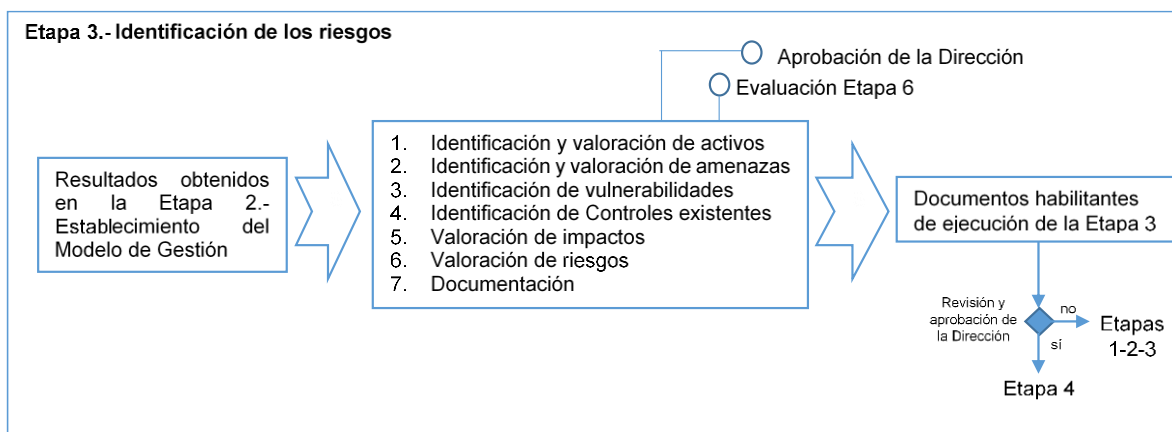 Etapa 3.- Identificación de los riesgos
Aprobación de la Dirección
Evaluación Etapa 6
Resultados obtenidos
en la Etapa 2.-
Establecimiento del
Modelo de Gestión
1. Identificación y valoración de activos
2. Identificación y valoración de amenazas
3. Identificación de vulnerabilidades
4. Identificación de Controles existentes
5. Valoración de impactos
6. Valoración de riesgos
7. Documentación
Documentos habilitantes
de ejecución de la Etapa 3
Revisión y
aprobación de
la Dirección
no
sí
Etapas
1-2-3
Etapa 4